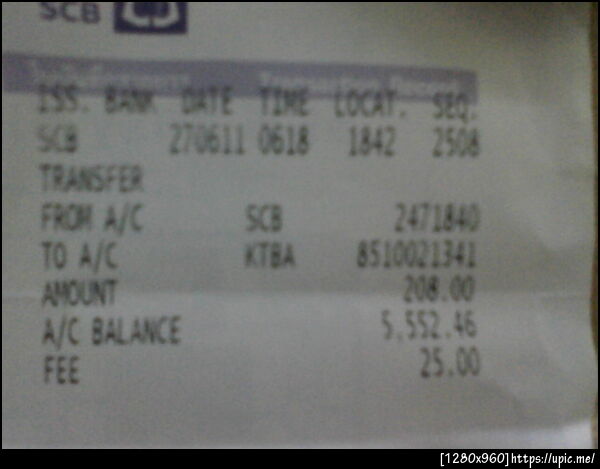 SCB
ISS. BANK DATE TIME LOCAT. SEQ.
SCB 270611 0618 1842 2508
TRANSFER
FROM A/C SCB 2471840
TO A/C KTBA 8510021341
AMOUNT 208.00
A/C BALANCE 5,552.46
FEE 25.00
[1280x960]https://upic.me/